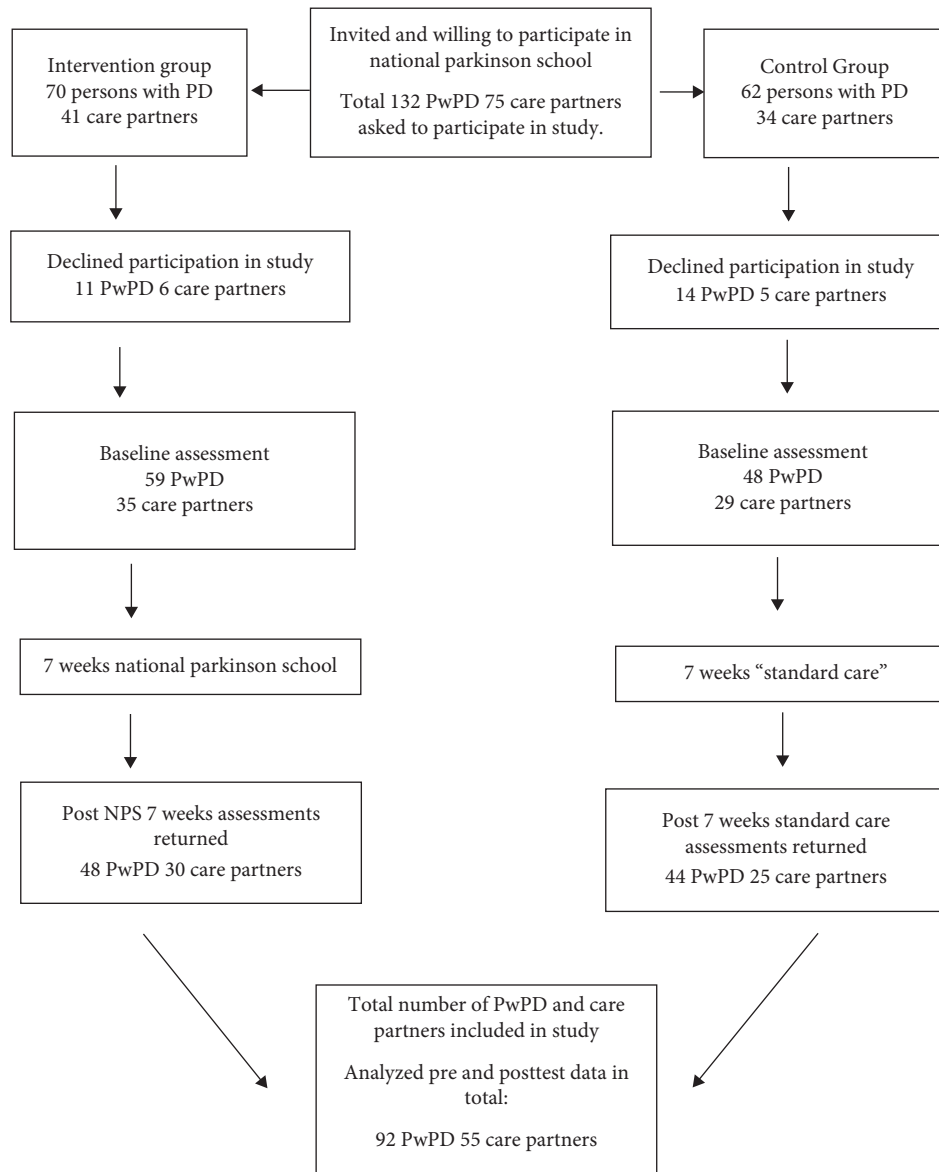 Invited and willing to participate in
national parkinson school
Total 132 PwPD 75 care partners
asked to participate in study.
Intervention group
70 persons with PD
41 care partners
Control Group
62 persons with PD
34 care partners
Declined participation in study
11 PwPD 6 care partners
Declined participation in study
14 PwPD 5 care partners
Baseline assessment
59 PwPD
35 care partners
Baseline assessment
48 PwPD
29 care partners
7 weeks national parkinson school
7 weeks “standard care”
Post NPS 7 weeks assessments
returned
48 PwPD 30 care partners
Post 7 weeks standard care
assessments returned
44 PwPD 25 care partners
Total number of PwPD and care
partners included in study
Analyzed pre and posttest data in
total:
92 PwPD 55 care partners